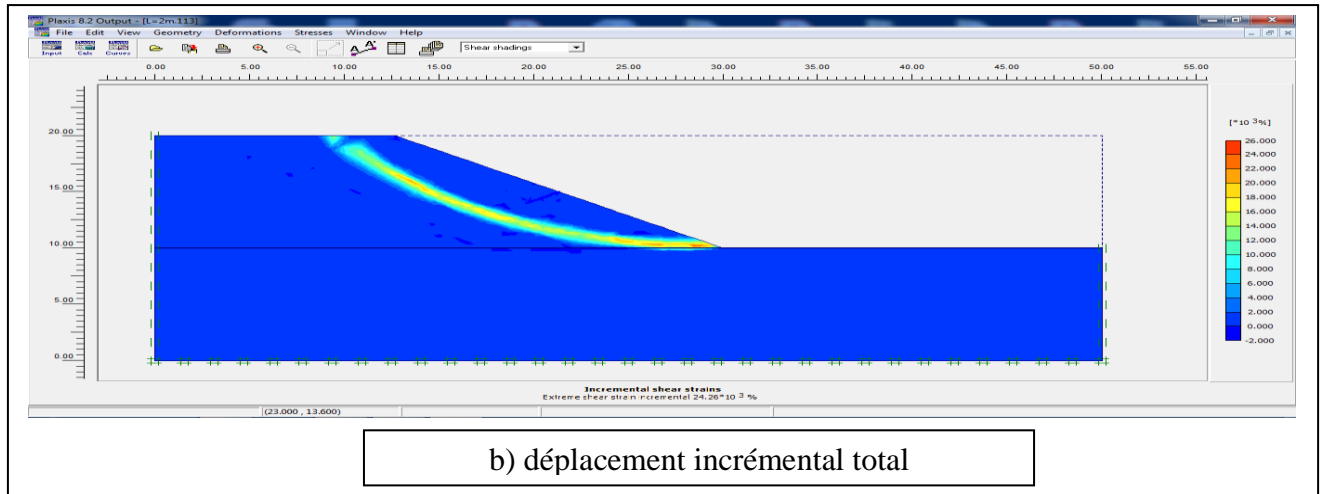 Plaxis 8.2 Output - [L=2m.113]
File Edit View Geometry Deformations Stresses Window Help
Input Calc Curves Shear shadings
0.00 5.00 10.00 15.00 20.00 25.00 30.00 35.00 40.00 45.00 50.00 55.00
20.00
15.00
10.00
5.00
0.00
[*10 3%]
26.000
24.000
22.000
20.000
18.000
16.000
14.000
12.000
10.000
8.000
6.000
4.000
2.000
0.000
-2.000
Incremental shear strains
Extreme shear strain incremental 24.26*10 3 %
(23.000 , 13.600)
b) déplacement incrémental total